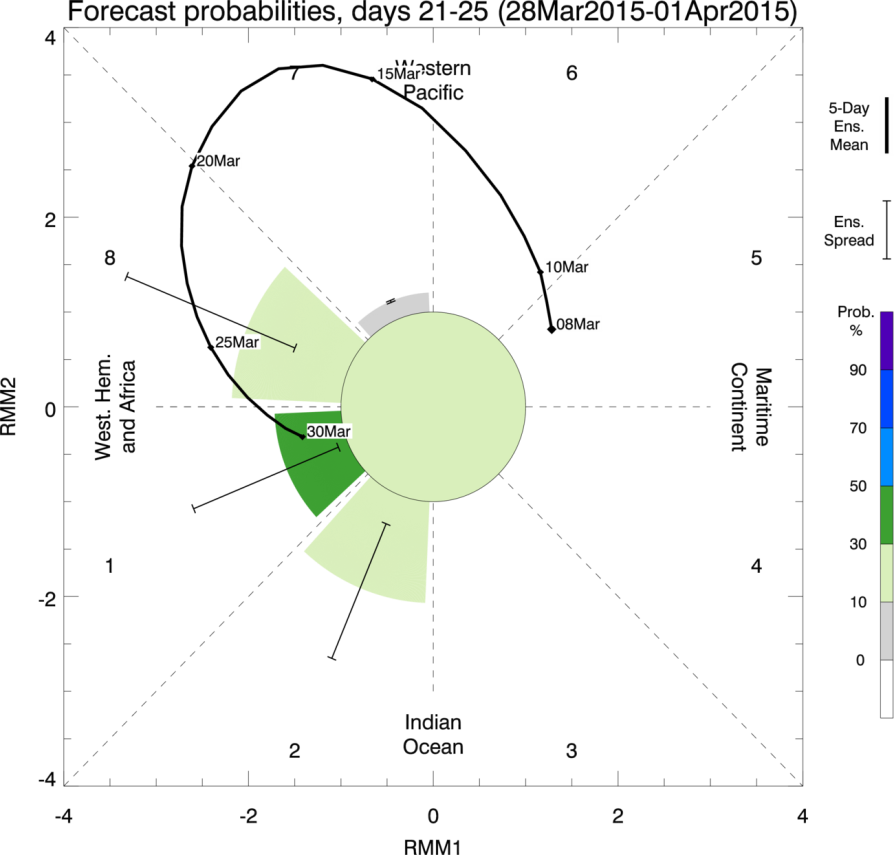 Forecast probabilities, days 21-25 (28Mar2015-01Apr2015)
4
7
15Mar
Western
Pacific
6
5-Day
Ens.
Mean
20Mar
2
Ens.
Spread
8
5
10Mar
Prob.
%
08Mar
25Mar
90
RMM2
0
West. Hem.
and Africa
Maritime
Continent
30Mar
70
50
30
1
4
-2
10
0
Indian
Ocean
2
3
-4
-4
-2
0
2
4
RMM1